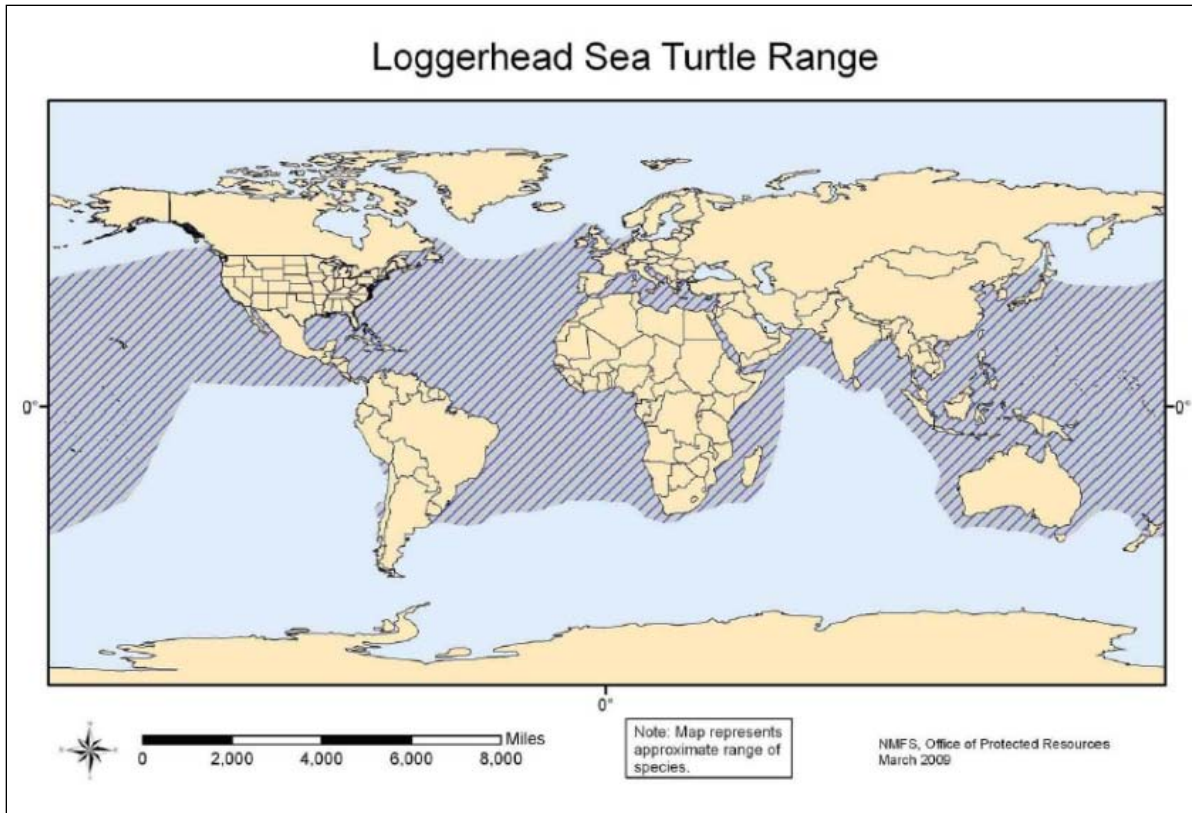 Loggerhead Sea Turtle Range
0°
0°
0°
Miles
0
2,000
4,000
6,000
8,000
Note: Map represents
approximate range of
species.
NMFS, Office of Protected Resources
March 2009